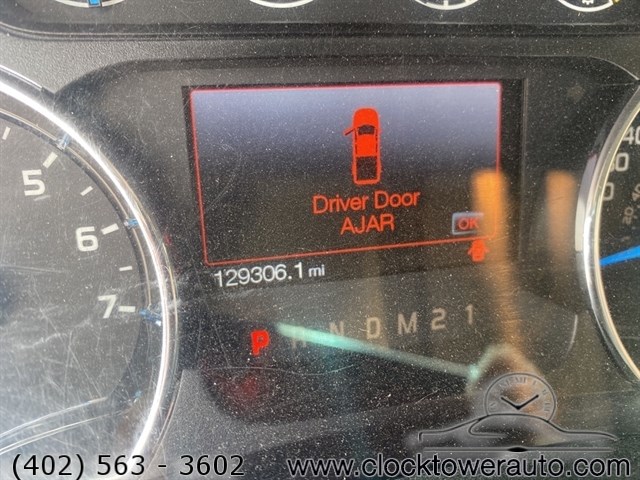 Driver Door
AJAR
OK
129306.1 mi
P R N D M 2 1
5
6
7
(402) 563 - 3602
www.clocktowerauto.com